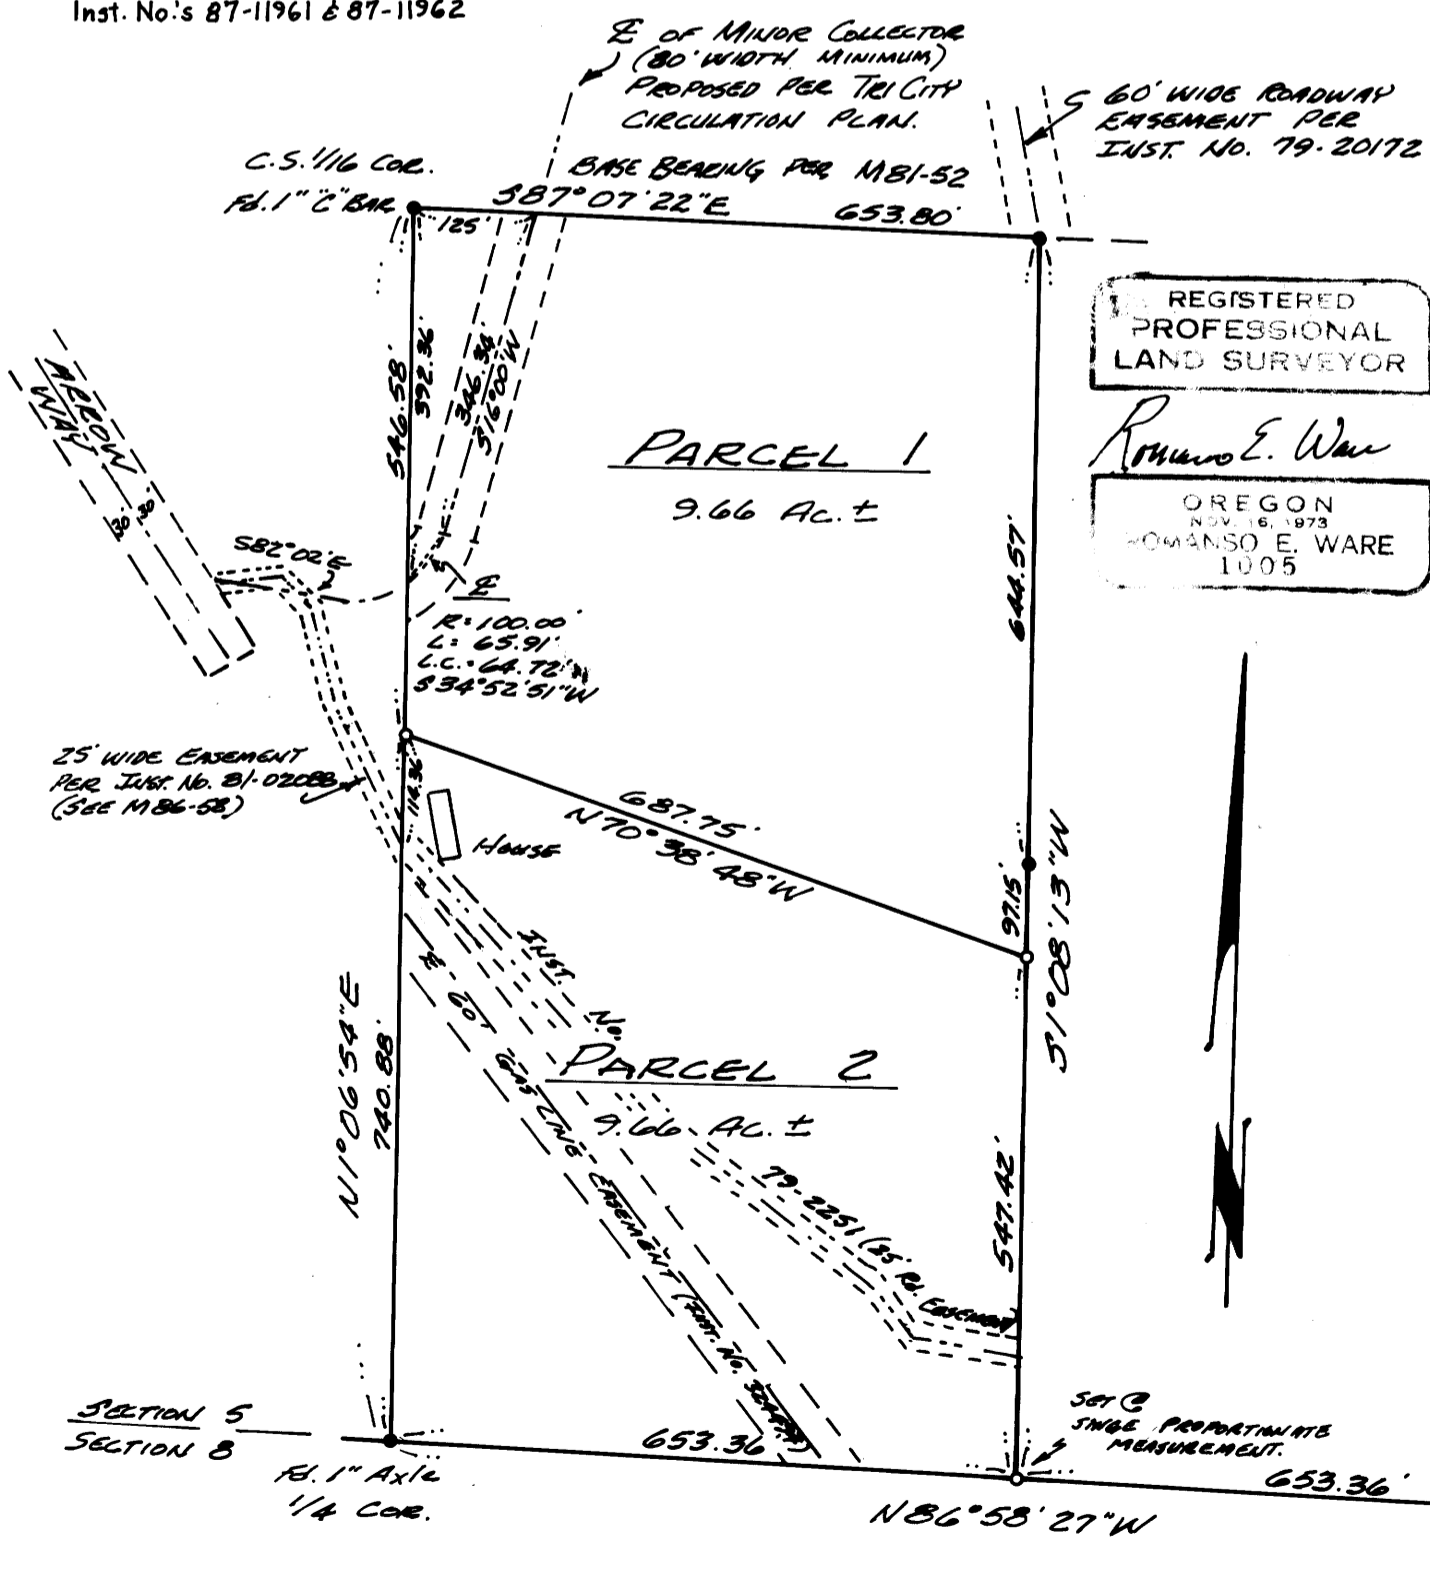 Inst. No.'s 87-11961 & 87-11962
℄ OF MINOR COLLECTOR
(80' WIDTH MINIMUM)
PROPOSED PER TRI CITY
CIRCULATION PLAN.
60' WIDE ROADWAY
EASEMENT PER
INST. NO. 79-20172
C.S. 1/16 COR.
Fd. 1" "C" BAR
BASE BEARING PER M81-52
S87°07'22"E 653.80'
125'
546.58'
392.36'
346.34'
S16°00'W
ARROW
WAY
30' 30'
S82°02'E
PARCEL 1
9.66 Ac. ±
REGISTERED
PROFESSIONAL
LAND SURVEYOR
Romanso E. Ware
OREGON
NOV. 16, 1973
ROMANSO E. WARE
1005
644.57'
℄
R=100.00'
L= 65.91'
L.C.=64.72'
S34°52'51"W
25' WIDE EASEMENT
PER INST. NO. 81-02088
(SEE M86-58)
114.36'
HOUSE
687.75'
N70°38'48"W
97.15'
S1°08'13"W
N1°06'54"E
740.88'
INST.
No.
PARCEL 2
9.66 AC. ±
60' GAS LINE EASEMENT (INST. NO.
79-2251 (25' Rd. EASEMENT)
547.42'
N
SECTION 5
SECTION 8
Fd. 1" Axle
1/4 COR.
653.36'
SET @
SINGLE PROPORTIONATE
MEASUREMENT.
653.36'
N86°58'27"W